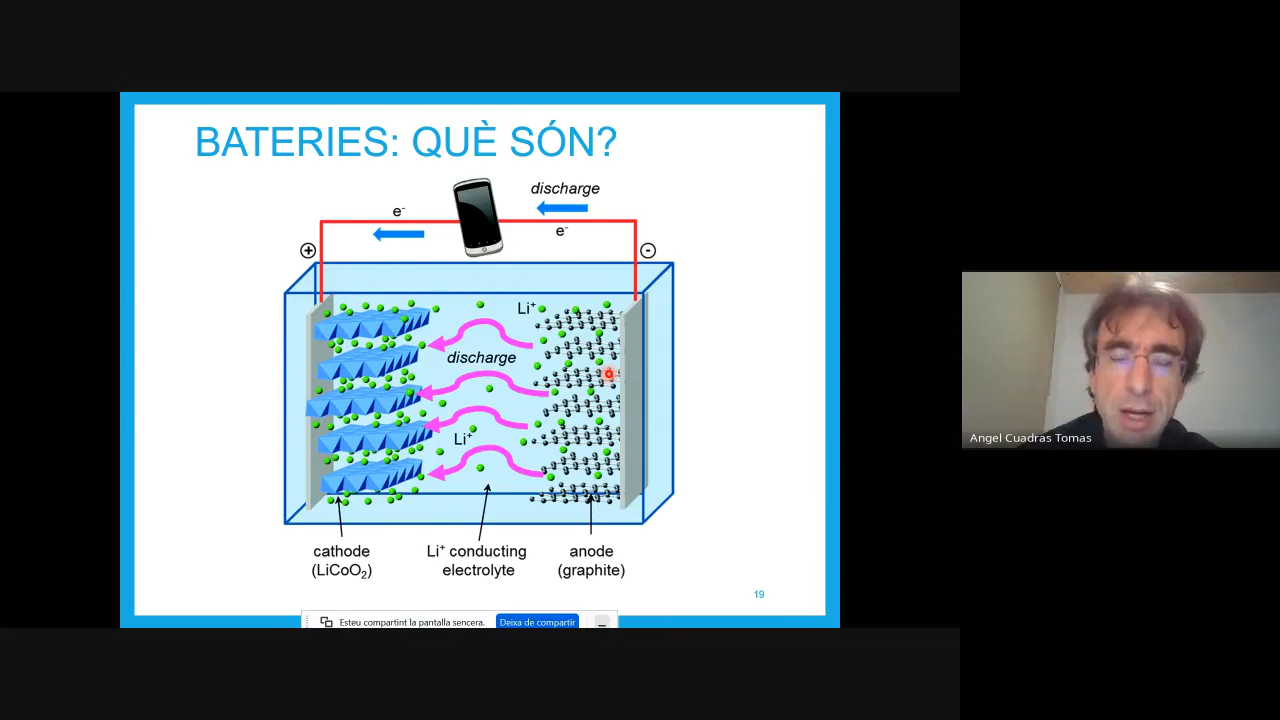 BATERIES: QUÈ SÓN?
discharge
e-
e-
+
-
Li+
discharge
Li+
cathode
(LiCoO2)
Li+ conducting
electrolyte
anode
(graphite)
19
Esteu compartint la pantalla sencera.
Deixa de compartir
Angel Cuadras Tomas